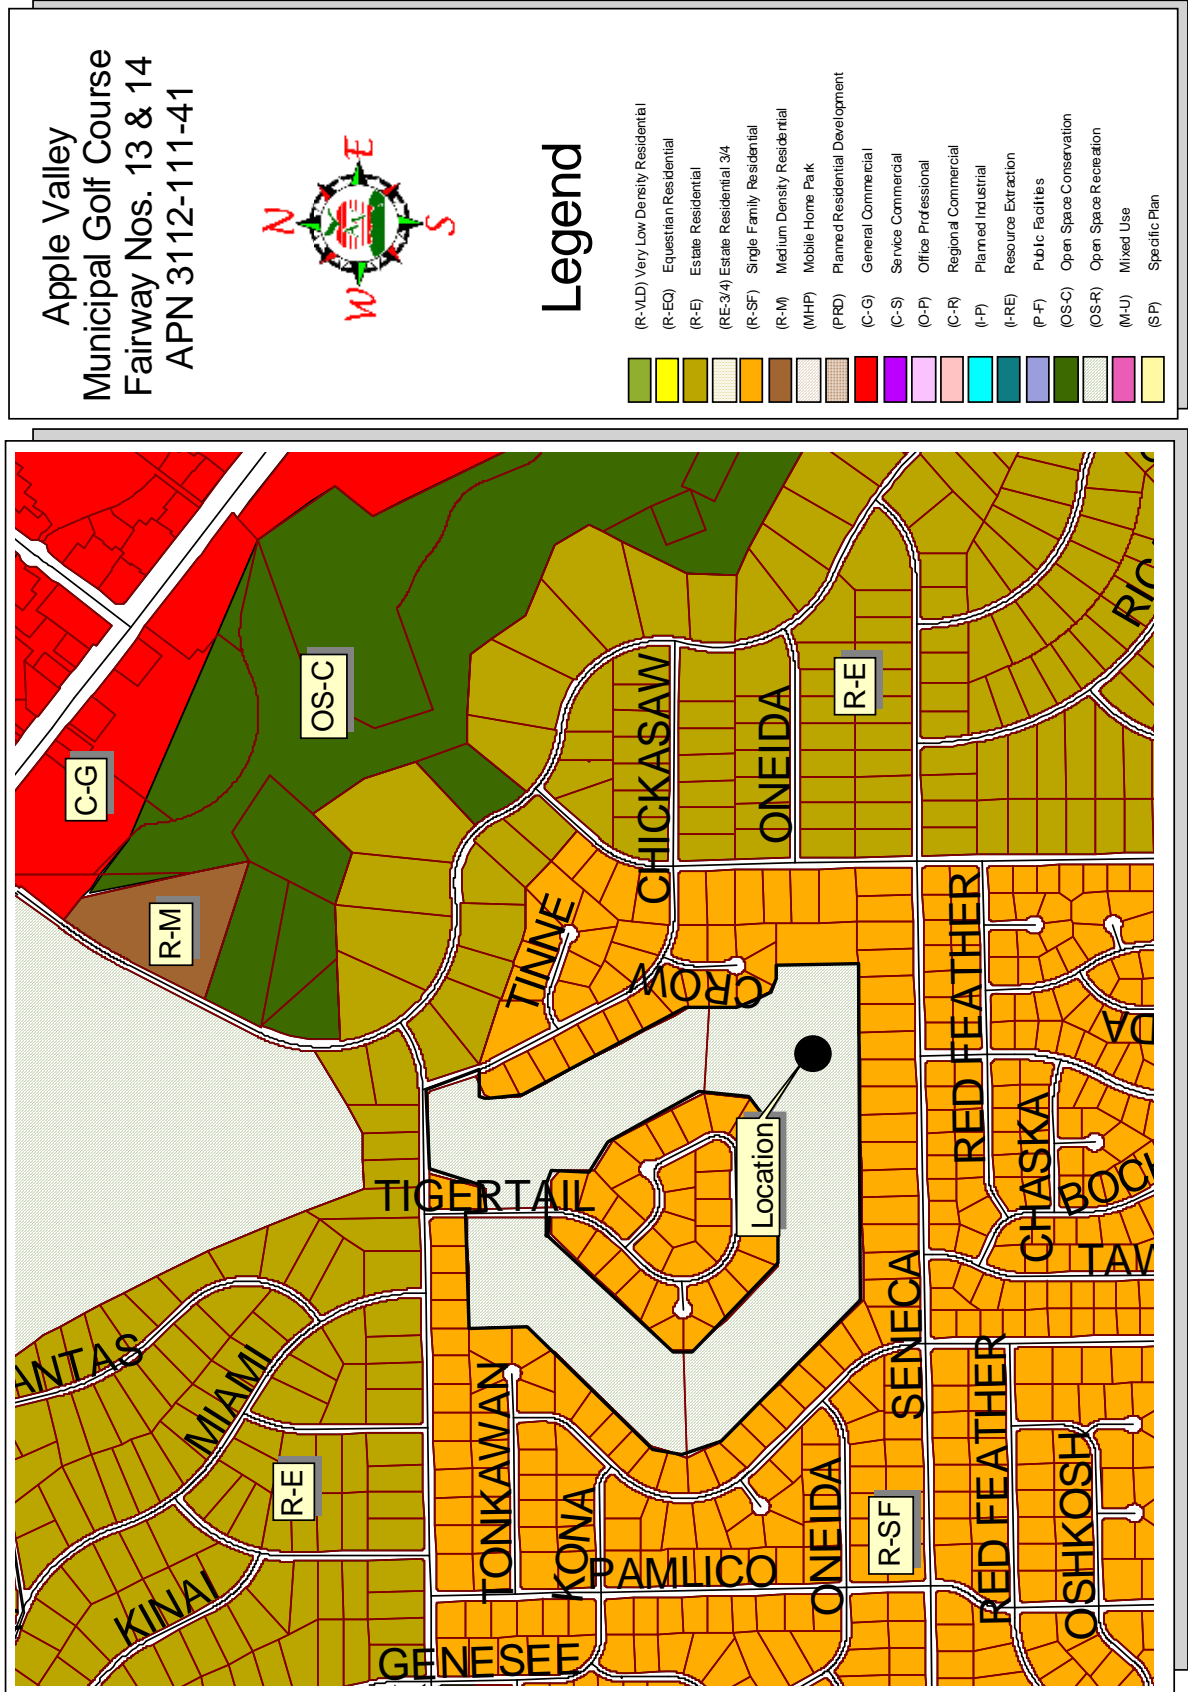 Apple Valley
Municipal Golf Course
Fairway Nos. 13 & 14
APN 3112-111-41
N
W
E
S
Legend
(R-VLD) Very Low Density Residential
(R-EQ) Equestrian Residential
(R-E) Estate Residential
(RE-3/4) Estate Residential 3/4
(R-SF) Single Family Residential
(R-M) Medium Density Residential
(MHP) Mobile Home Park
(PRD) Planned Residential Development
(C-G) General Commercial
(C-S) Service Commercial
(O-P) Office Professional
(C-R) Regional Commercial
(I-P) Planned Industrial
(I-RE) Resource Extraction
(P-F) Public Facilities
(OS-C) Open Space Conservation
(OS-R) Open Space Recreation
(M-U) Mixed Use
(SP) Specific Plan
C-G
OS-C
R-M
R-E
CHICKASAW
ONEIDA
RIC
TINNE
CROW
RED FEATHER
DA
Location
TIGERTAIL
CHASKA
BOCH
TAW
SENECA
ANTAS
MIAMI
R-E
KINAI
TONKAWAN
KONA
PAMLICO
ONEIDA
R-SF
RED FEATHER
OSHKOSH
GENESEE